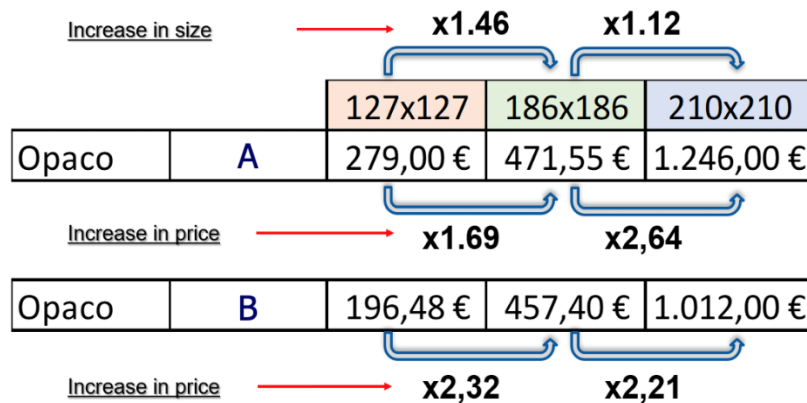 Increase in size x1.46 x1.12
127x127 186x186 210x210
Opaco A 279,00 € 471,55 € 1.246,00 €
Increase in price x1.69 x2,64
Opaco B 196,48 € 457,40 € 1.012,00 €
Increase in price x2,32 x2,21